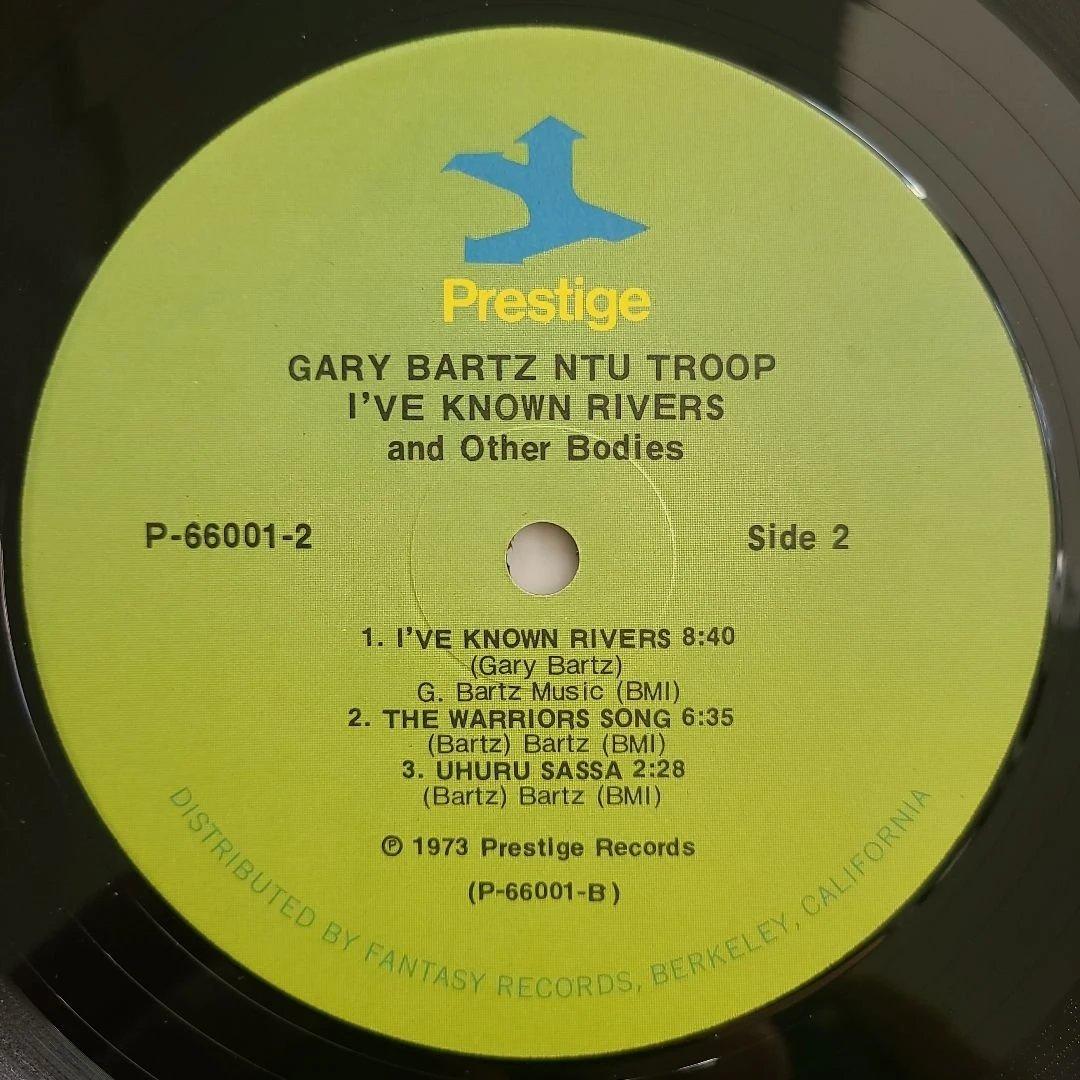 Prestige
GARY BARTZ NTU TROOP
I'VE KNOWN RIVERS
and Other Bodies
P-66001-2
Side 2
1. I'VE KNOWN RIVERS 8:40
(Gary Bartz)
G. Bartz Music (BMI)
2. THE WARRIORS SONG 6:35
(Bartz) Bartz (BMI)
3. UHURU SASSA 2:28
(Bartz) Bartz (BMI)
℗ 1973 Prestige Records
(P-66001-B)
DISTRIBUTED BY FANTASY RECORDS, BERKELEY, CALIFORNIA